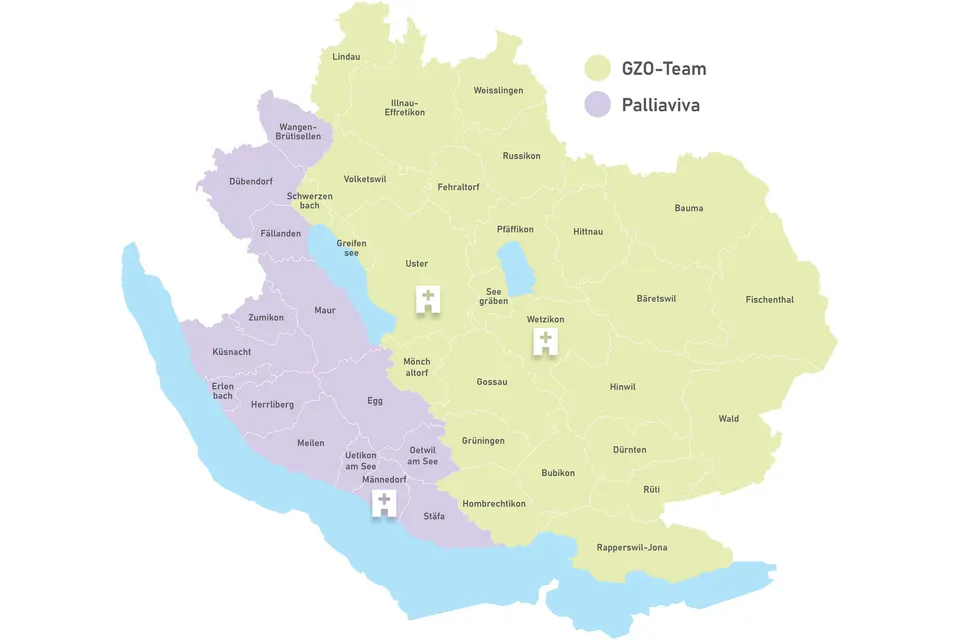 GZO-Team
Palliaviva
Lindau
Illnau-
Effretikon
Weisslingen
Wangen-
Brütisellen
Russikon
Volketswil
Fehraltorf
Dübendorf
Schwerzen
bach
Bauma
Fällanden
Greifen
see
Pfäffikon
Hittnau
Uster
See
gräben
Bäretswil
Fischenthal
Maur
Zumikon
Wetzikon
Küsnacht
Mönch
altorf
Gossau
Hinwil
Erlen
bach
Herrliberg
Egg
Wald
Meilen
Grüningen
Dürnten
Uetikon
am See
Oetwil
am See
Bubikon
Männedorf
Rüti
Hombrechtikon
Stäfa
Rapperswil-Jona